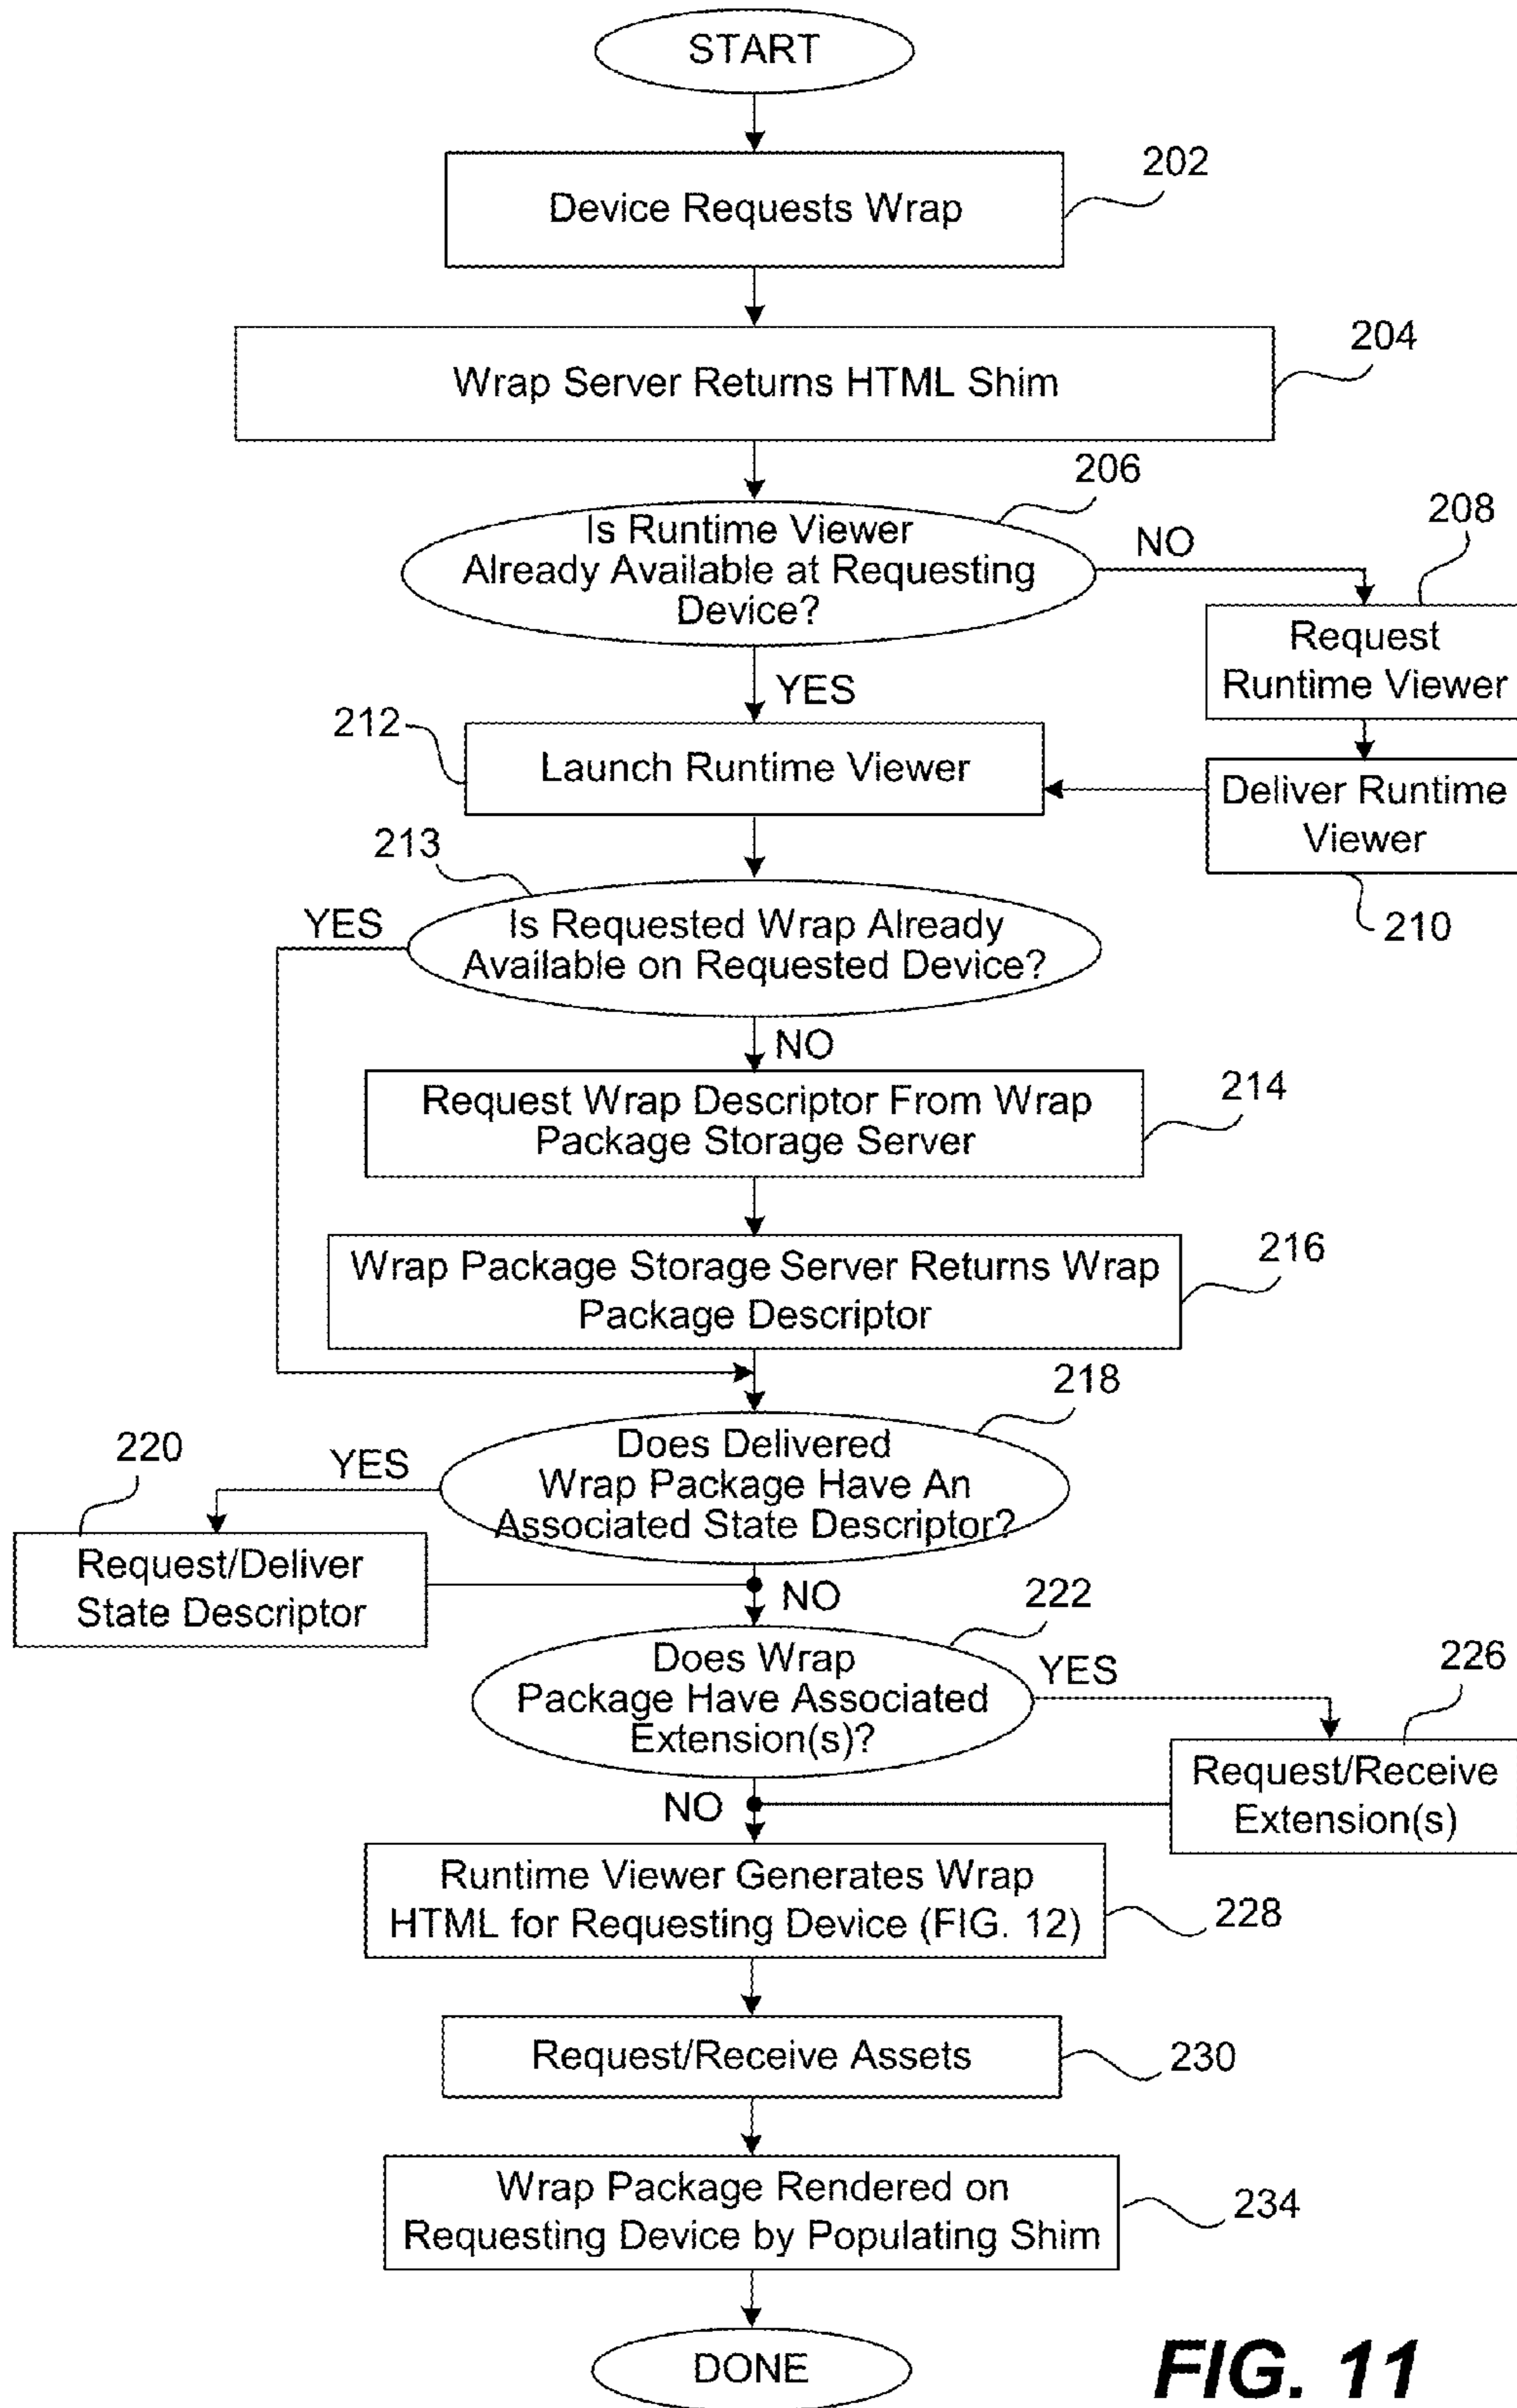 START
202
Device Requests Wrap
204
Wrap Server Returns HTML Shim
206
Is Runtime Viewer
Already Available at Requesting
Device?
NO
208
Request
Runtime Viewer
YES
212
Launch Runtime Viewer
Deliver Runtime
Viewer
210
213
YES
Is Requested Wrap Already
Available on Requested Device?
NO
214
Request Wrap Descriptor From Wrap
Package Storage Server
216
Wrap Package Storage Server Returns Wrap
Package Descriptor
218
Does Delivered
Wrap Package Have An
Associated State Descriptor?
YES
220
Request/Deliver
State Descriptor
NO
222
Does Wrap
Package Have Associated
Extension(s)?
YES
226
Request/Receive
Extension(s)
NO
Runtime Viewer Generates Wrap
HTML for Requesting Device (FIG. 12)
228
Request/Receive Assets
230
Wrap Package Rendered on
Requesting Device by Populating Shim
234
DONE
FIG. 11